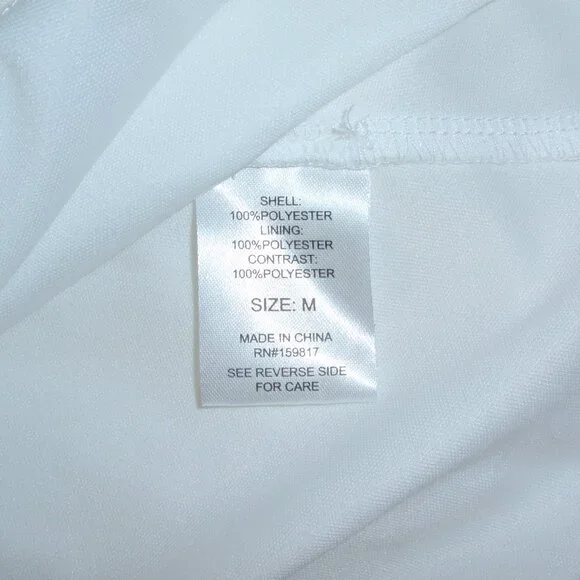 SHELL:
100%POLYESTER
LINING:
100%POLYESTER
CONTRAST:
100%POLYESTER
SIZE: M
MADE IN CHINA
RN#159817
SEE REVERSE SIDE
FOR CARE